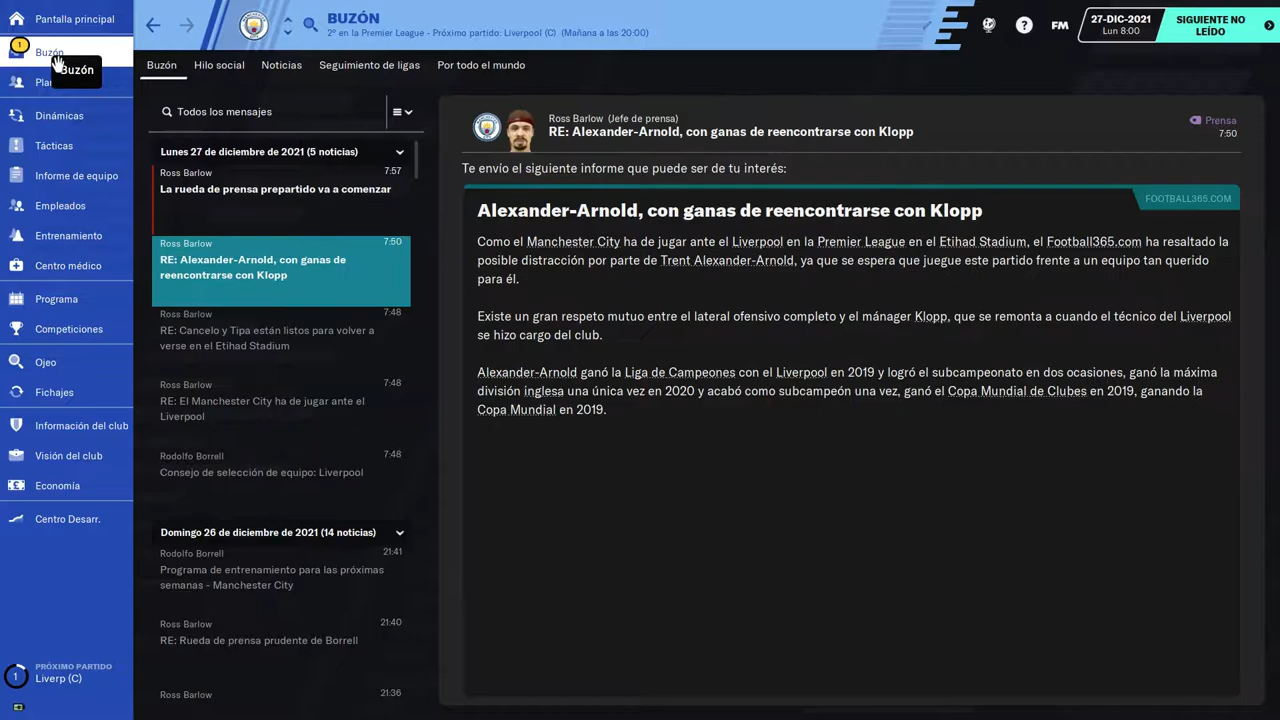 Pantalla principal
1
Buzón
Buzón
Dinámicas
Tácticas
Informe de equipo
Empleados
Entrenamiento
Centro médico
Programa
Competiciones
Ojeo
Fichajes
Información del club
Visión del club
Economía
Centro Desarr.
1
PRÓXIMO PARTIDO
Liverp (C)
BUZÓN
2º en la Premier League - Próximo partido: Liverpool (C) (Mañana a las 20:00)
?
FM
27-DIC-2021
Lun 8:00
SIGUIENTE NO
LEÍDO
Buzón Hilo social Noticias Seguimiento de ligas Por todo el mundo
Todos los mensajes
Lunes 27 de diciembre de 2021 (5 noticias)
Ross Barlow 7:57
La rueda de prensa prepartido va a comenzar
Ross Barlow 7:50
RE: Alexander-Arnold, con ganas de
reencontrarse con Klopp
Ross Barlow 7:48
RE: Cancelo y Tipa están listos para volver a
verse en el Etihad Stadium
Ross Barlow 7:48
RE: El Manchester City ha de jugar ante el
Liverpool
Rodolfo Borrell 7:48
Consejo de selección de equipo: Liverpool
Domingo 26 de diciembre de 2021 (14 noticias)
Rodolfo Borrell 21:41
Programa de entrenamiento para las próximas
semanas - Manchester City
Ross Barlow 21:40
RE: Rueda de prensa prudente de Borrell
Ross Barlow 21:36
Ross Barlow (Jefe de prensa)
RE: Alexander-Arnold, con ganas de reencontrarse con Klopp
Prensa
7:50
Te envío el siguiente informe que puede ser de tu interés:
FOOTBALL365.COM
Alexander-Arnold, con ganas de reencontrarse con Klopp
Como el Manchester City ha de jugar ante el Liverpool en la Premier League en el Etihad Stadium, el Football365.com ha resaltado la
posible distracción por parte de Trent Alexander-Arnold, ya que se espera que juegue este partido frente a un equipo tan querido
para él.
Existe un gran respeto mutuo entre el lateral ofensivo completo y el mánager Klopp, que se remonta a cuando el técnico del Liverpool
se hizo cargo del club.
Alexander-Arnold ganó la Liga de Campeones con el Liverpool en 2019 y logró el subcampeonato en dos ocasiones, ganó la máxima
división inglesa una única vez en 2020 y acabó como subcampeón una vez, ganó el Copa Mundial de Clubes en 2019, ganando la
Copa Mundial en 2019.